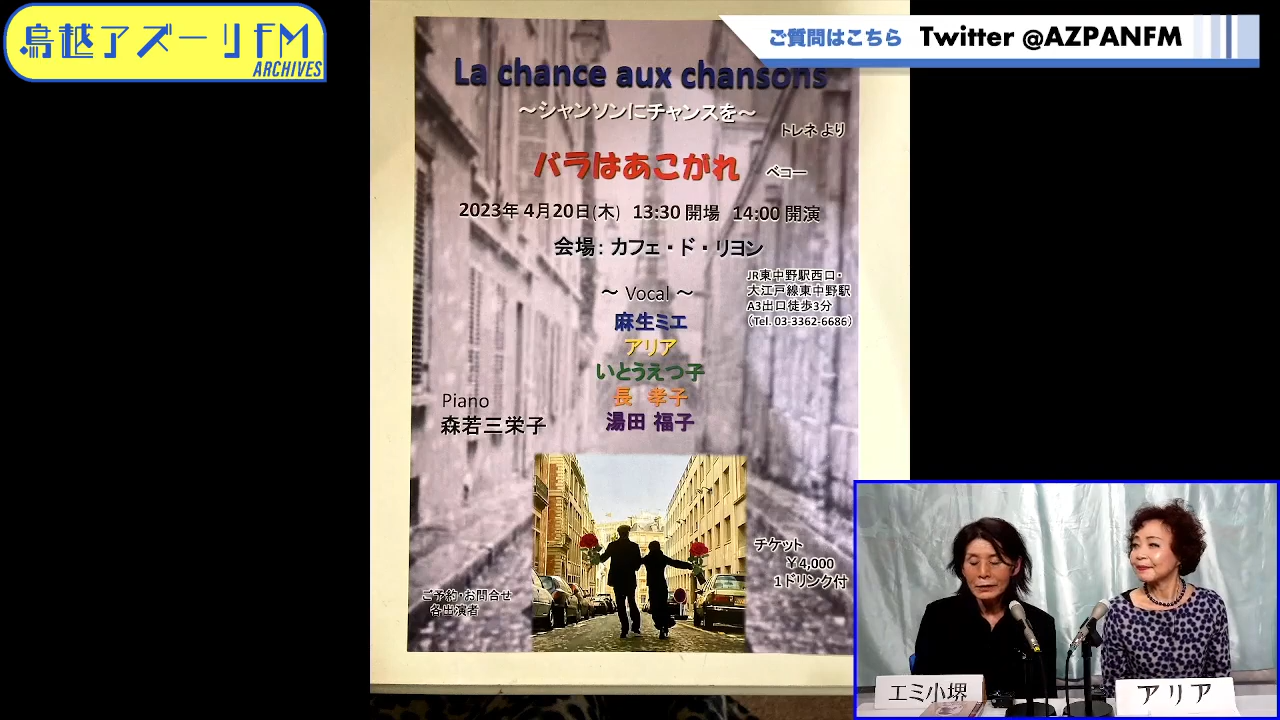 鳥越アズーリFM
ARCHIVES
ご質問はこちら Twitter @AZPANFM
La chance aux chansons
～シャンソンにチャンスを～
トレネ より
バラはあこがれ
ベコー
2023年 4月20日(木) 13:30 開場 14:00 開演
会場: カフェ・ド・リヨン
JR東中野駅西口・
大江戸線東中野駅
A3出口徒歩3分
(Tel. 03-3362-6686)
～ Vocal ～
麻生ミエ
アリア
いとうえつ子
長 孝子
湯田 福子
Piano
森若三栄子
チケット
￥4,000
1ドリンク付
ご予約・お問合せ
各出演者
エミ小堺
アリア